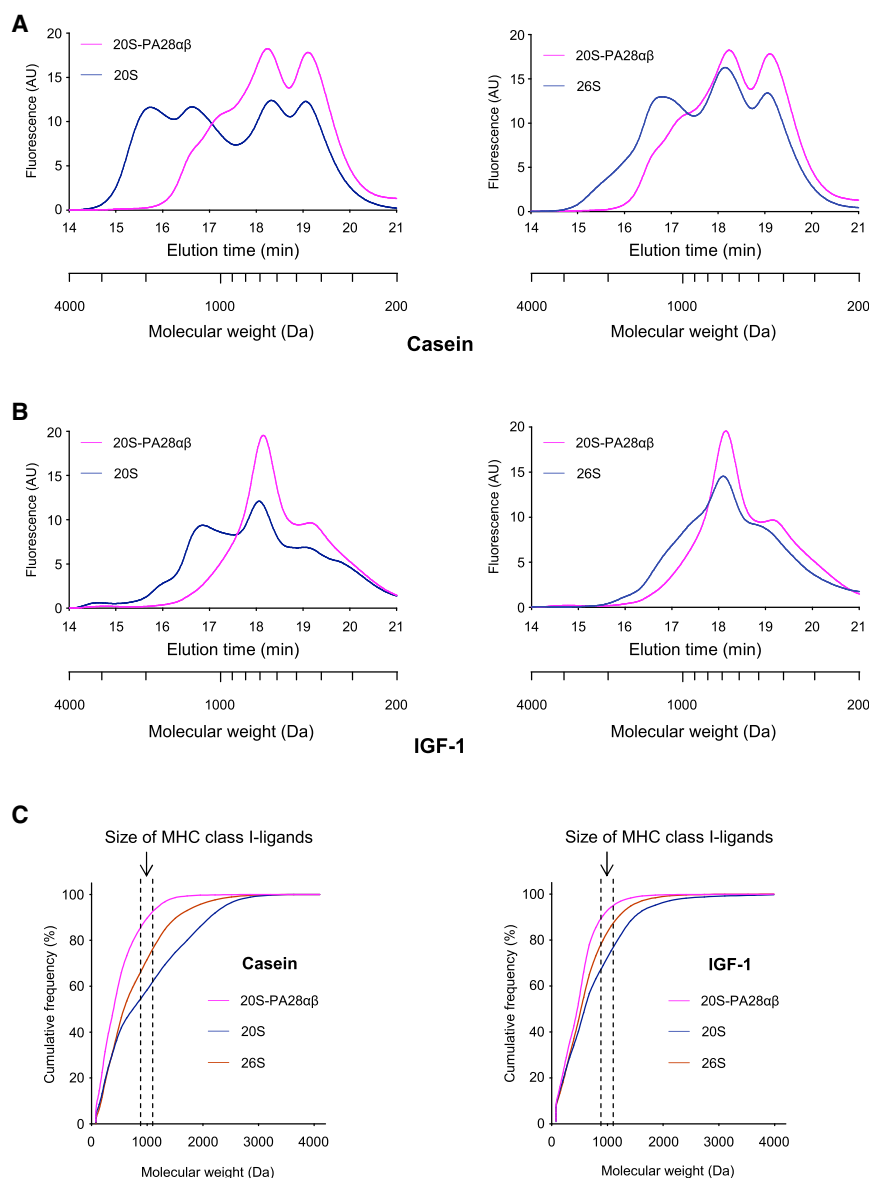 A
20S-PA28αβ
20S
Fluorescence (AU)
20
15
10
5
0
14 15 16 17 18 19 20 21
Elution time (min)
4000 1000 200
Molecular weight (Da)
20S-PA28αβ
26S
Fluorescence (AU)
20
15
10
5
0
14 15 16 17 18 19 20 21
Elution time (min)
4000 1000 200
Molecular weight (Da)
Casein
B
20S-PA28αβ
20S
Fluorescence (AU)
20
15
10
5
0
14 15 16 17 18 19 20 21
Elution time (min)
4000 1000 200
Molecular weight (Da)
20S-PA28αβ
26S
Fluorescence (AU)
20
15
10
5
0
14 15 16 17 18 19 20 21
Elution time (min)
4000 1000 200
Molecular weight (Da)
IGF-1
C
Size of MHC class I-ligands
Cumulative frequency (%)
100
80
60
40
20
0
Casein
20S-PA28αβ
20S
26S
0 1000 2000 3000 4000
Molecular weight (Da)
Size of MHC class I-ligands
Cumulative frequency (%)
100
80
60
40
20
0
IGF-1
20S-PA28αβ
20S
26S
0 1000 2000 3000 4000
Molecular weight (Da)